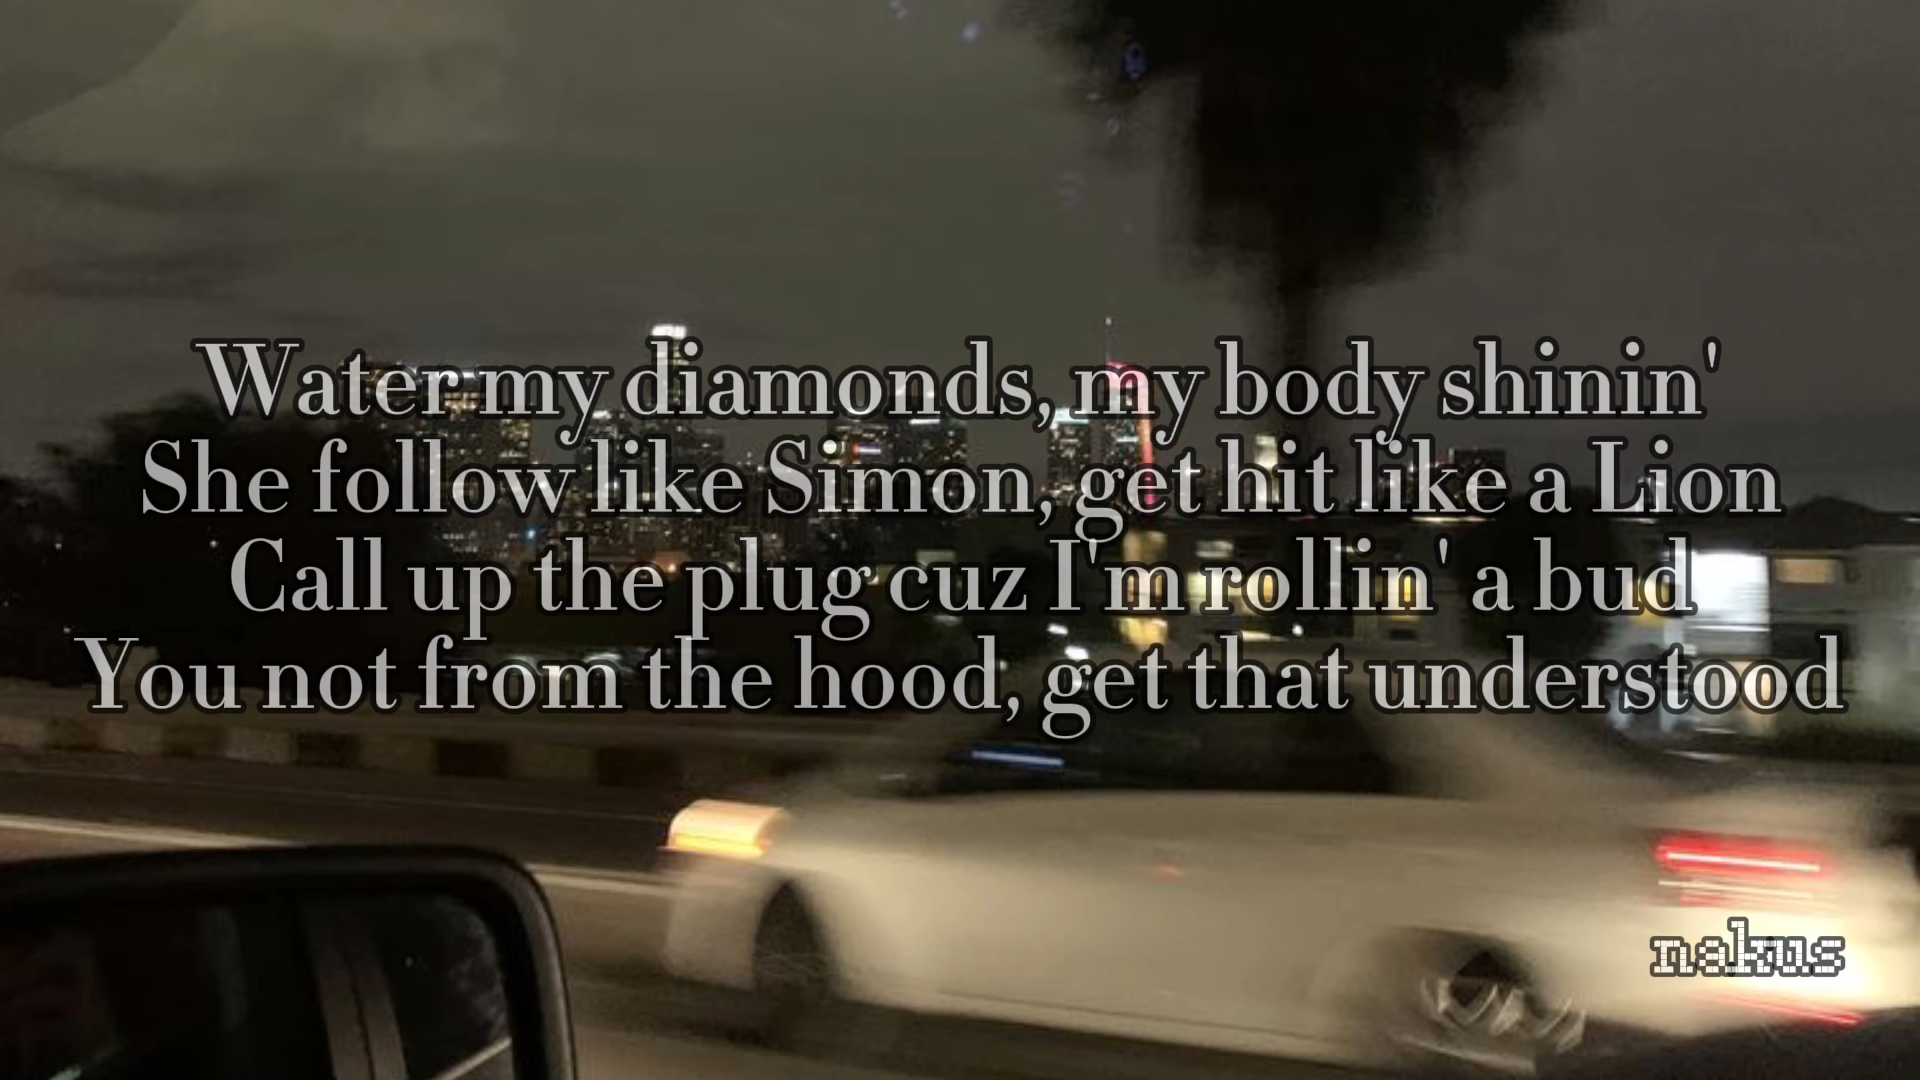 Water my diamonds, my body shinin'
She follow like Simon, get hit like a Lion
Call up the plug cuz I'm rollin' a bud
You not from the hood, get that understood
nakus